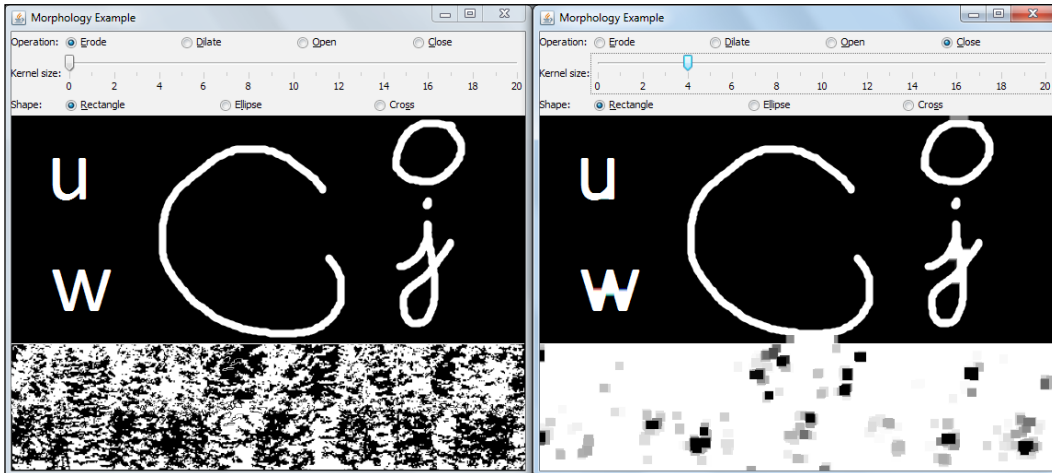 Morphology Example
Operation: Erode Dilate Open Close
Kernel size: 0 2 4 6 8 10 12 14 16 18 20
Shape: Rectangle Ellipse Cross
u
w
Morphology Example
Operation: Erode Dilate Open Close
Kernel size: 0 2 4 6 8 10 12 14 16 18 20
Shape: Rectangle Ellipse Cross
u
w